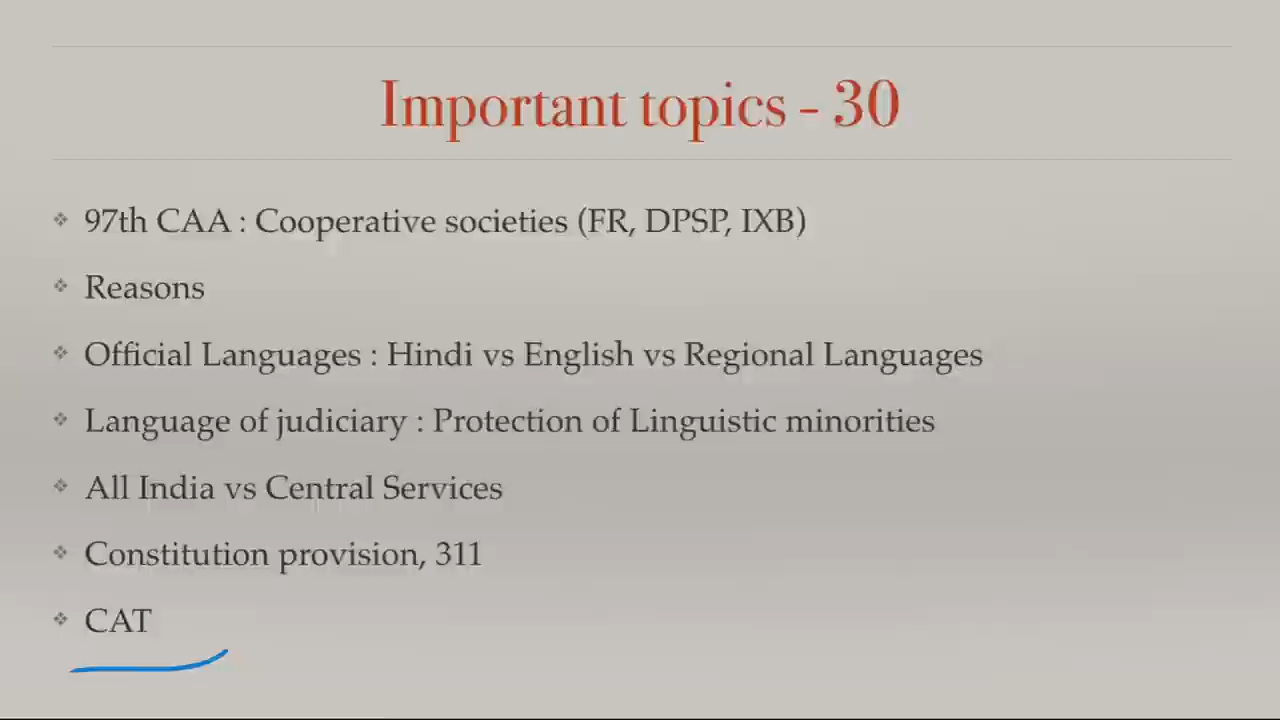 Important topics - 30
97th CAA : Cooperative societies (FR, DPSP, IXB)
Reasons
Official Languages : Hindi vs English vs Regional Languages
Language of judiciary : Protection of Linguistic minorities
All India vs Central Services
Constitution provision, 311
CAT